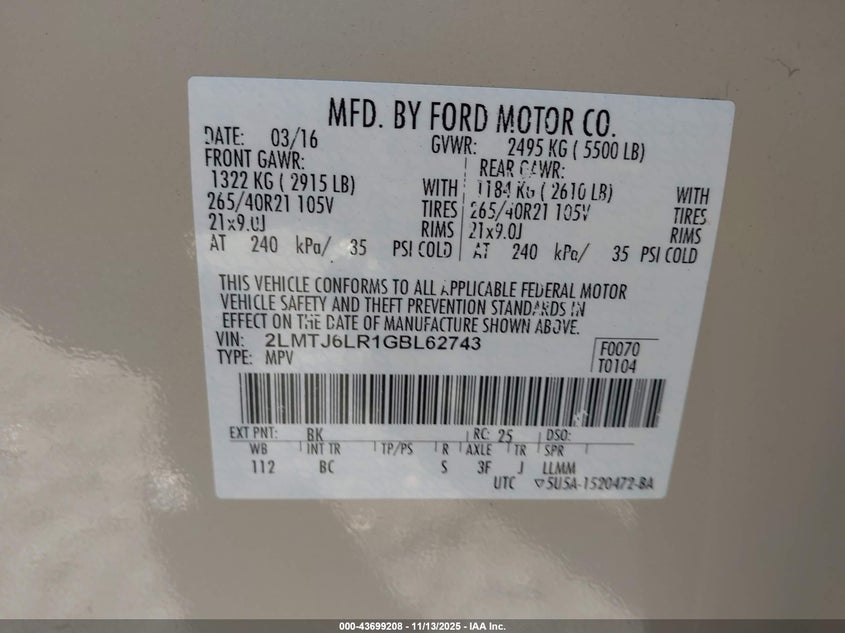 MFD. BY FORD MOTOR CO.
DATE: 03/16 GVWR: 2495 KG ( 5500 LB)
FRONT GAWR: REAR GAWR:
1322 KG ( 2915 LB) WITH 1184 KG ( 2610 LB) WITH
265/40R21 105V TIRES 265/40R21 105V TIRES
21x9.0J RIMS 21x9.0J RIMS
AT 240 kPa/ 35 PSI COLD AT 240 kPa/ 35 PSI COLD
THIS VEHICLE CONFORMS TO ALL APPLICABLE FEDERAL MOTOR
VEHICLE SAFETY AND THEFT PREVENTION STANDARDS IN
EFFECT ON THE DATE OF MANUFACTURE SHOWN ABOVE.
VIN: 2LMTJ6LR1GBL62743
TYPE: MPV
F0070
T0104
EXT PNT: BK RC: 25 DSO:
WB INT TR TP/PS R AXLE TR SPR
112 BC S 3F J LLMM
UTC ▽5U5A-1520472-BA
000-43699208 - 11/13/2025 - IAA Inc.